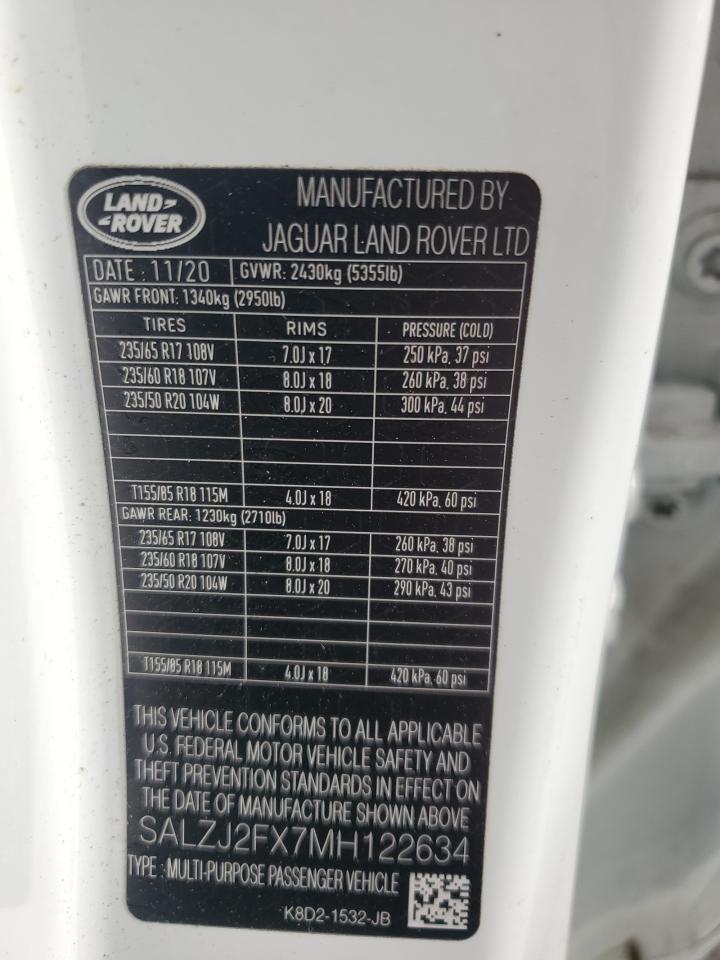 LAND-
-ROVER
MANUFACTURED BY
JAGUAR LAND ROVER LTD
DATE : 11/20 GVWR: 2430kg (5355lb)
GAWR FRONT: 1340kg (2950lb)
TIRES RIMS PRESSURE (COLD)
235/65 R17 108V 7.0J x 17 250 kPa, 37 psi
235/60 R18 107V 8.0J x 18 260 kPa, 38 psi
235/50 R20 104W 8.0J x 20 300 kPa, 44 psi
T155/85 R18 115M 4.0J x 18 420 kPa, 60 psi
GAWR REAR: 1230kg (2710lb)
235/65 R17 108V 7.0J x 17 260 kPa, 38 psi
235/60 R18 107V 8.0J x 18 270 kPa, 40 psi
235/50 R20 104W 8.0J x 20 290 kPa, 43 psi
T155/85 R18 115M 4.0J x 18 420 kPa, 60 psi
THIS VEHICLE CONFORMS TO ALL APPLICABLE
U.S. FEDERAL MOTOR VEHICLE SAFETY AND
THEFT PREVENTION STANDARDS IN EFFECT ON
THE DATE OF MANUFACTURE SHOWN ABOVE
SALZJ2FX7MH122634
TYPE : MULTI-PURPOSE PASSENGER VEHICLE
K8D2-1532-JB